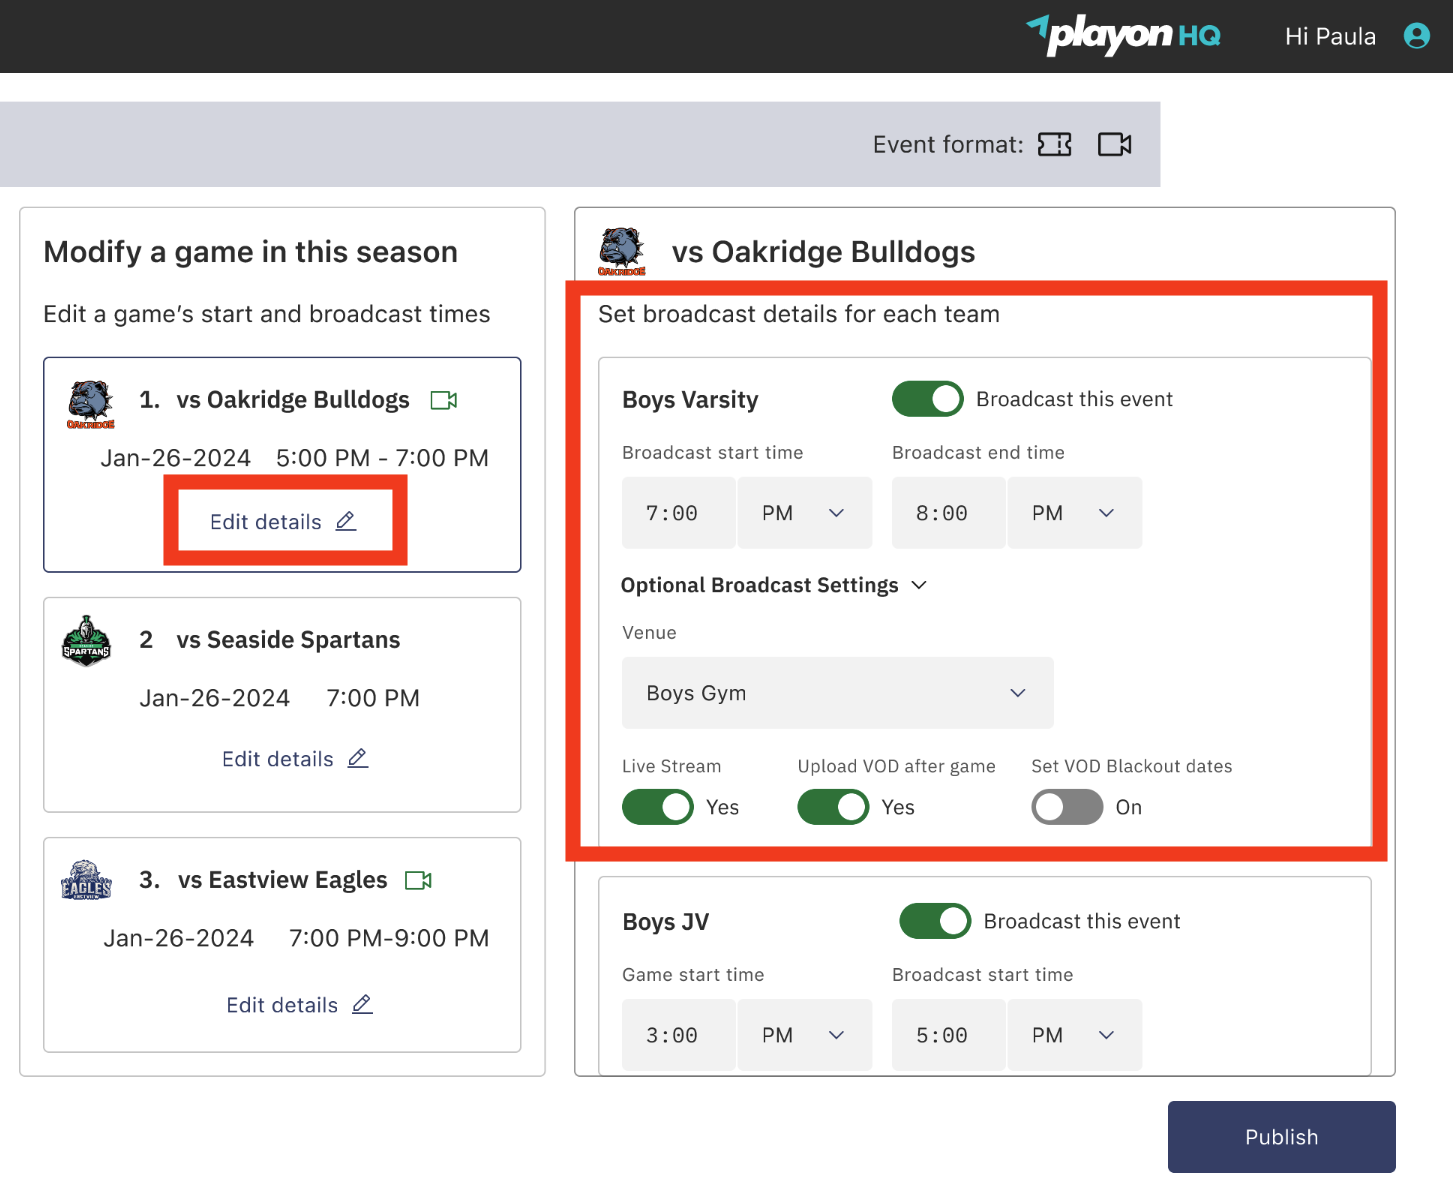 playon HQ
Hi Paula
Event format:
Modify a game in this season
Edit a game’s start and broadcast times
OAKRIDGE
1. vs Oakridge Bulldogs
Jan-26-2024 5:00 PM - 7:00 PM
Edit details
SPARTANS
2 vs Seaside Spartans
Jan-26-2024 7:00 PM
Edit details
EAGLES
EASTVIEW
3. vs Eastview Eagles
Jan-26-2024 7:00 PM-9:00 PM
Edit details
OAKRIDGE
vs Oakridge Bulldogs
Set broadcast details for each team
Boys Varsity
Broadcast this event
Broadcast start time Broadcast end time
7:00 PM 8:00 PM
Optional Broadcast Settings
Venue
Boys Gym
Live Stream Upload VOD after game Set VOD Blackout dates
Yes Yes On
Boys JV
Broadcast this event
Game start time Broadcast start time
3:00 PM 5:00 PM
Publish